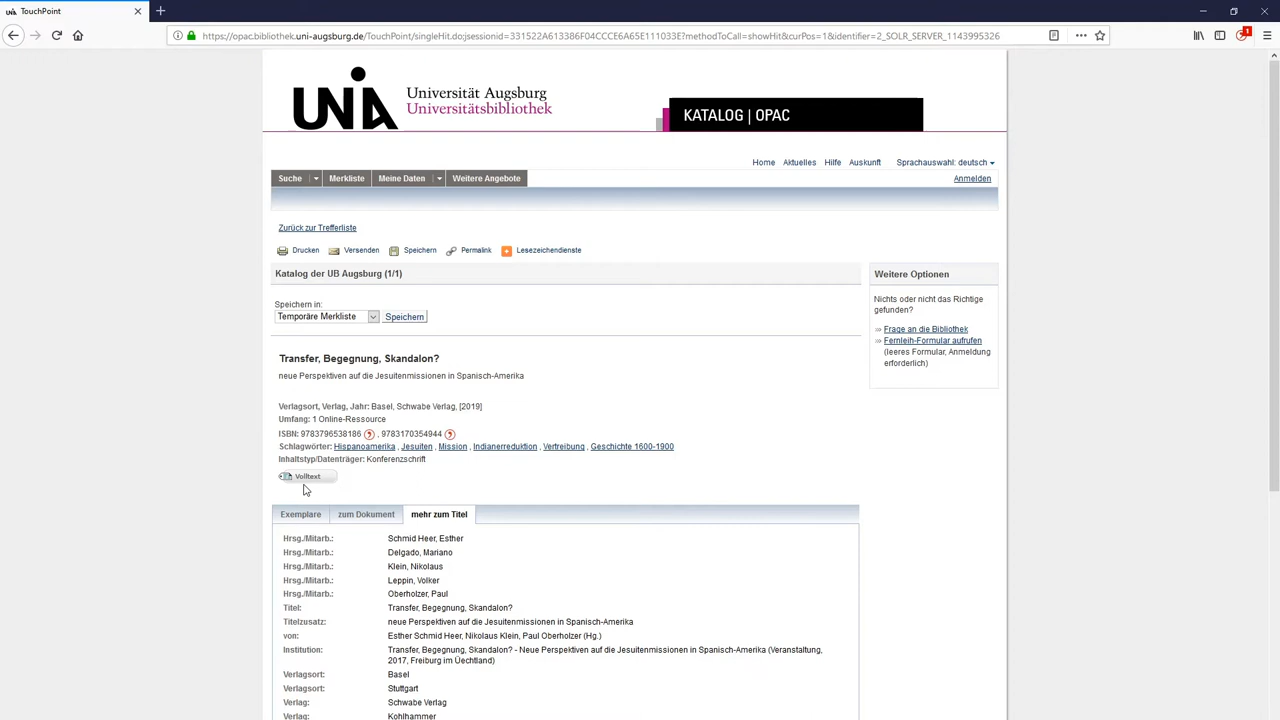 TouchPoint
https://opac.bibliothek.uni-augsburg.de/TouchPoint/singleHit.do;jsessionid=331522A613386F04CCCE6A65E111033E?methodToCall=showHit&curPos=1&identifier=2_SOLR_SERVER_1143995326
1
UNIA
Universität Augsburg
Universitätsbibliothek
KATALOG | OPAC
Home Aktuelles Hilfe Auskunft Sprachauswahl: deutsch
Suche Merkliste Meine Daten Weitere Angebote Anmelden
Zurück zur Trefferliste
Drucken Versenden Speichern Permalink Lesezeichendienste
Katalog der UB Augsburg (1/1)
Speichern in:
Temporäre Merkliste Speichern
Weitere Optionen
Nichts oder nicht das Richtige
gefunden?
Frage an die Bibliothek
Fernleih-Formular aufrufen
(leeres Formular, Anmeldung
erforderlich)
Transfer, Begegnung, Skandalon?
neue Perspektiven auf die Jesuitenmissionen in Spanisch-Amerika
Verlagsort, Verlag, Jahr: Basel, Schwabe Verlag, [2019]
Umfang: 1 Online-Ressource
ISBN: 9783796538186 , 9783170354944
Schlagwörter: Hispanoamerika , Jesuiten , Mission , Indianerreduktion , Vertreibung , Geschichte 1600-1900
Inhaltstyp/Datenträger: Konferenzschrift
Volltext
Exemplare zum Dokument mehr zum Titel
Hrsg./Mitarb.: Schmid Heer, Esther
Hrsg./Mitarb.: Delgado, Mariano
Hrsg./Mitarb.: Klein, Nikolaus
Hrsg./Mitarb.: Leppin, Volker
Hrsg./Mitarb.: Oberholzer, Paul
Titel: Transfer, Begegnung, Skandalon?
Titelzusatz: neue Perspektiven auf die Jesuitenmissionen in Spanisch-Amerika
von: Esther Schmid Heer, Nikolaus Klein, Paul Oberholzer (Hg.)
Institution: Transfer, Begegnung, Skandalon? - Neue Perspektiven auf die Jesuitenmissionen in Spanisch-Amerika (Veranstaltung,
2017, Freiburg im Üechtland)
Verlagsort: Basel
Verlagsort: Stuttgart
Verlag: Schwabe Verlag
Verlag: Kohlhammer